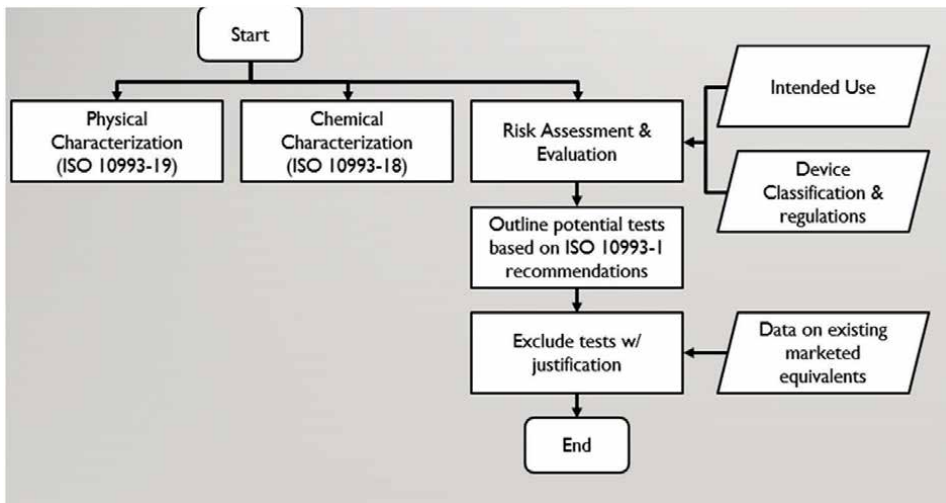 Start
Physical
Characterization
(ISO 10993-19)
Chemical
Characterization
(ISO 10993-18)
Risk Assessment &
Evaluation
Intended Use
Device
Classification &
regulations
Outline potential tests
based on ISO 10993-1
recommendations
Exclude tests w/
justification
Data on existing
marketed
equivalents
End